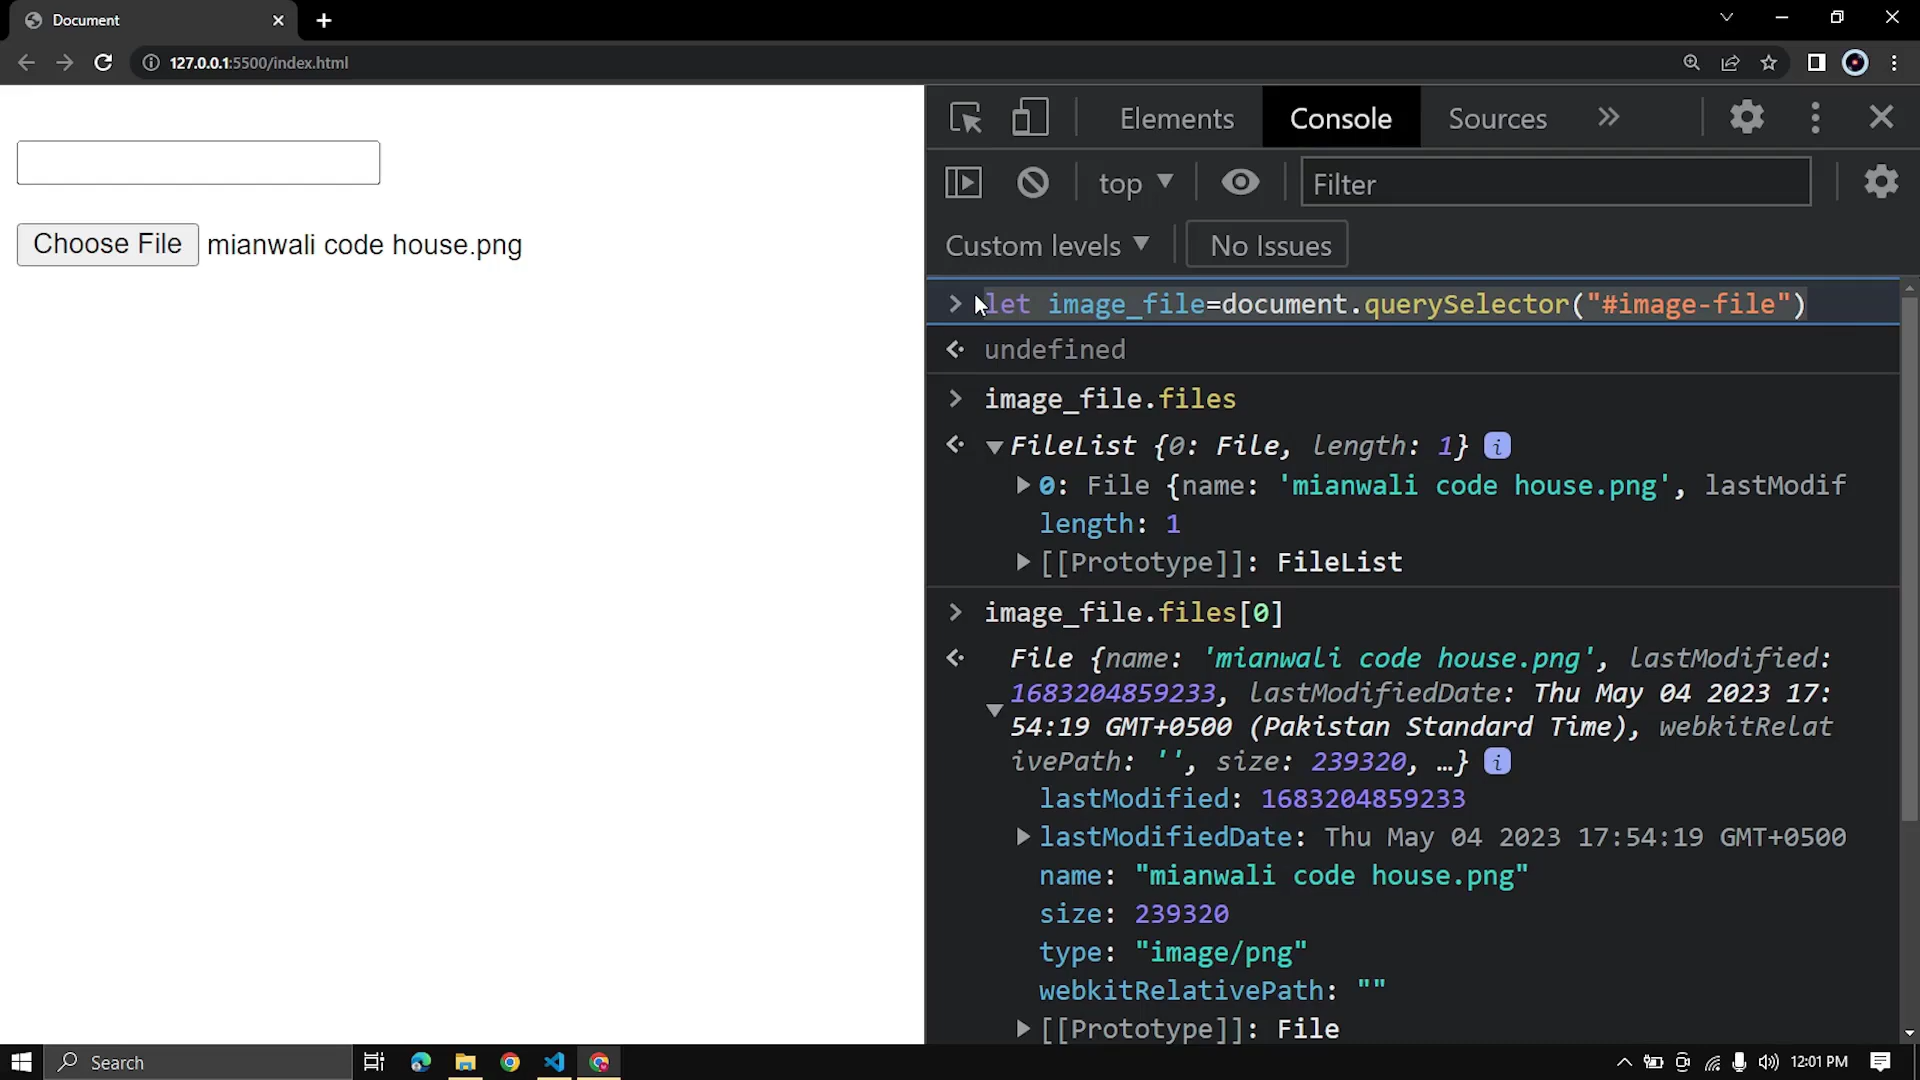 Document
127.0.0.1:5500/index.html
Choose File mianwali code house.png
Elements Console Sources
top Filter
Custom levels No Issues
let image_file=document.querySelector("#image-file")
undefined
image_file.files
FileList {0: File, length: 1} i
0: File {name: 'mianwali code house.png', lastModif
length: 1
[[Prototype]]: FileList
image_file.files[0]
File {name: 'mianwali code house.png', lastModified:
1683204859233, lastModifiedDate: Thu May 04 2023 17:
54:19 GMT+0500 (Pakistan Standard Time), webkitRelat
ivePath: '', size: 239320, …} i
lastModified: 1683204859233
lastModifiedDate: Thu May 04 2023 17:54:19 GMT+0500
name: "mianwali code house.png"
size: 239320
type: "image/png"
webkitRelativePath: ""
[[Prototype]]: File
Search
12:01 PM